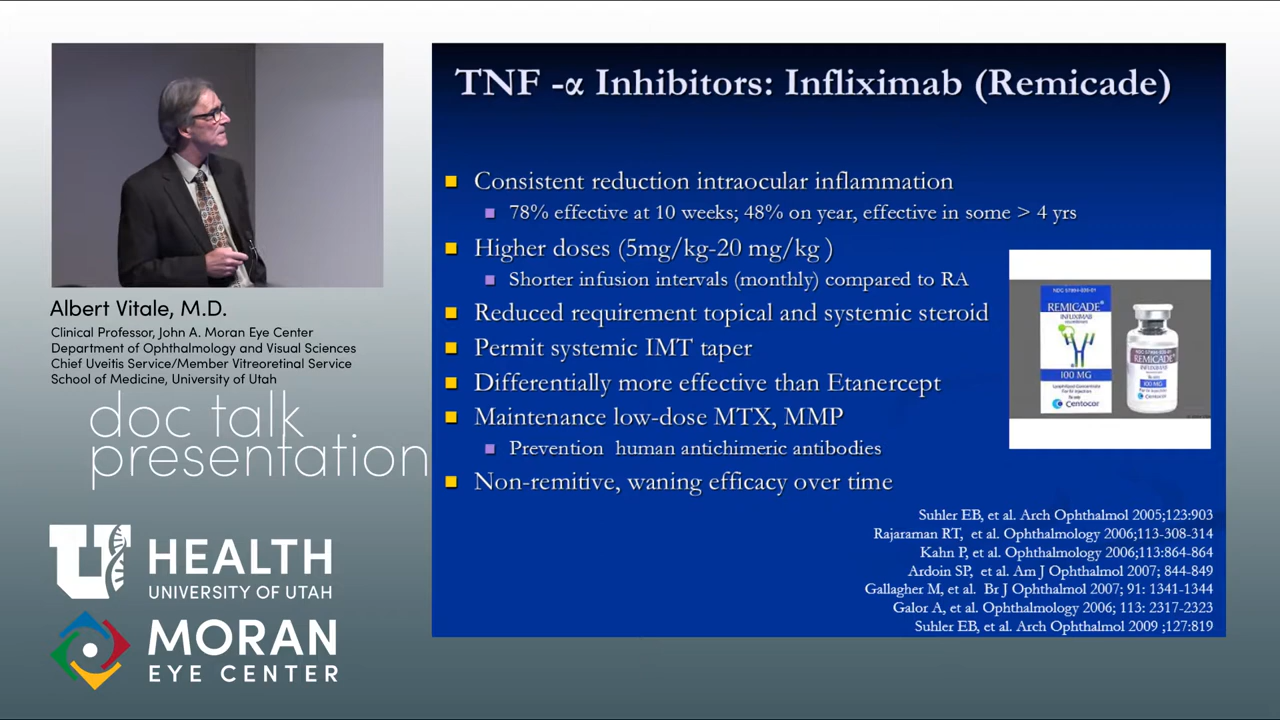 TNF -α Inhibitors: Infliximab (Remicade)
Consistent reduction intraocular inflammation
78% effective at 10 weeks; 48% on year, effective in some > 4 yrs
Higher doses (5mg/kg-20 mg/kg )
Shorter infusion intervals (monthly) compared to RA
Reduced requirement topical and systemic steroid
Permit systemic IMT taper
Differentially more effective than Etanercept
Maintenance low-dose MTX, MMP
Prevention human antichimeric antibodies
Non-remitive, waning efficacy over time
REMICADE
INFLIXIMAB
100 MG
Centocor
REMICADE
100 MG
Centocor
Suhler EB, et al. Arch Ophthalmol 2005;123:903
Rajaraman RT, et al. Ophthalmology 2006;113-308-314
Kahn P, et al. Ophthalmology 2006;113:864-864
Ardoin SP, et al. Am J Ophthalmol 2007; 844-849
Gallagher M, et al. Br J Ophthalmol 2007; 91: 1341-1344
Galor A, et al. Ophthalmology 2006; 113: 2317-2323
Suhler EB, et al. Arch Ophthalmol 2009 ;127:819
Albert Vitale, M.D.
Clinical Professor, John A. Moran Eye Center
Department of Ophthalmology and Visual Sciences
Chief Uveitis Service/Member Vitreoretinal Service
School of Medicine, University of Utah
doc talk
presentation
U HEALTH
UNIVERSITY OF UTAH
MORAN
EYE CENTER